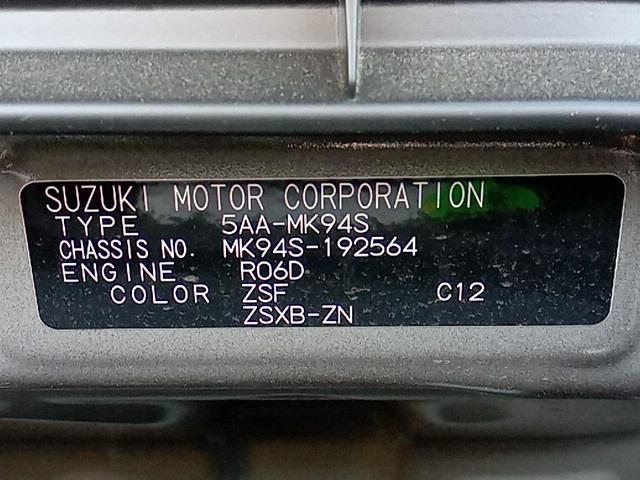 SUZUKI MOTOR CORPORATION
TYPE 5AA-MK94S
CHASSIS NO. MK94S-192564
ENGINE R06D
COLOR ZSF C12
ZSXB-ZN